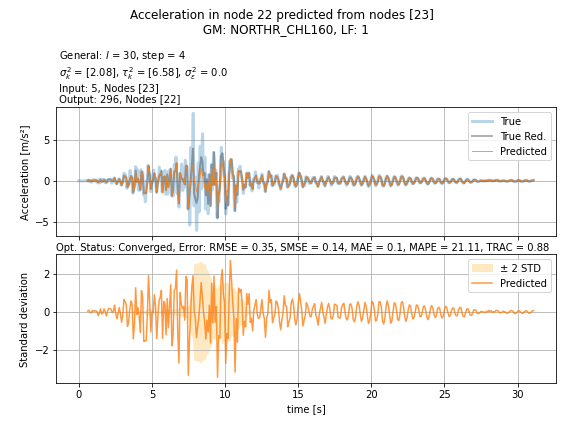 Acceleration in node 22 predicted from nodes [23]
GM: NORTHR_CHL160, LF: 1
General: l = 30, step = 4
σ²ₖ = [2.08], τ²ₖ = [6.58], σ²ε = 0.0
Input: 5, Nodes [23]
Output: 296, Nodes [22]
Acceleration [m/s²]
5
0
−5
True
True Red.
Predicted
Opt. Status: Converged, Error: RMSE = 0.35, SMSE = 0.14, MAE = 0.1, MAPE = 21.11, TRAC = 0.88
Standard deviation
2
0
−2
± 2 STD
Predicted
0 5 10 15 20 25 30
time [s]